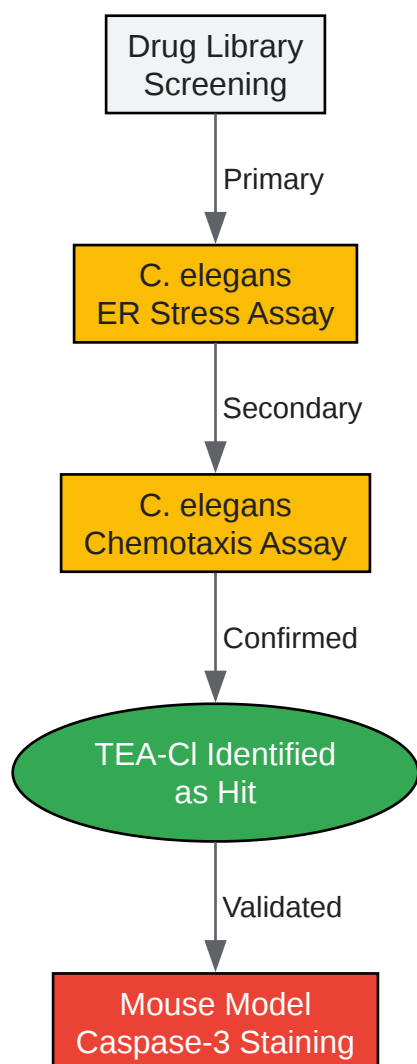 Drug Library
Screening
Primary
C. elegans
ER Stress Assay
Secondary
C. elegans
Chemotaxis Assay
Confirmed
TEA-Cl Identified
as Hit
Validated
Mouse Model
Caspase-3 Staining